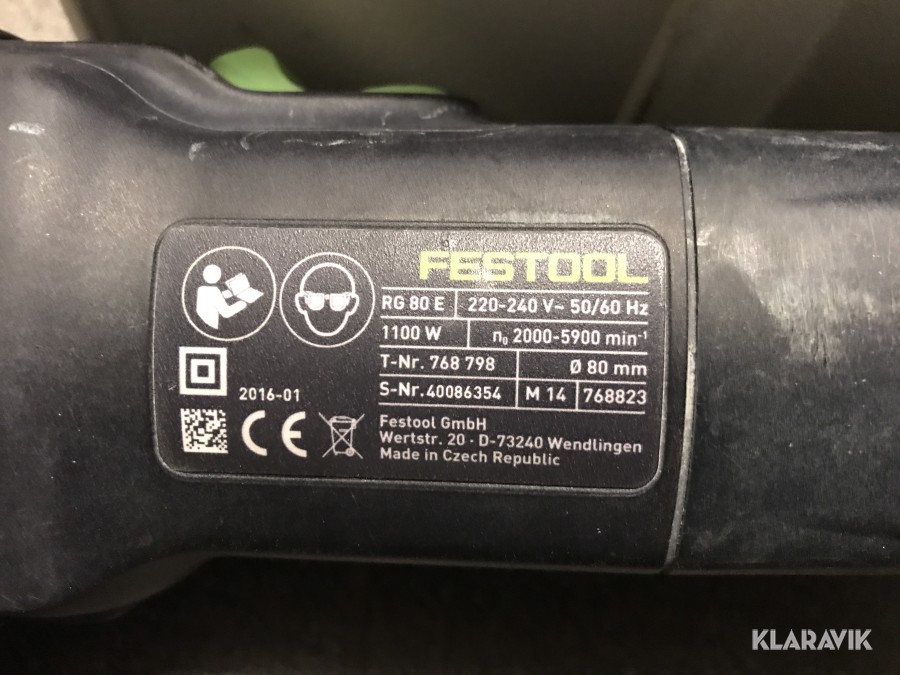 FESTOOL
RG 80 E 220-240 V~ 50/60 Hz
1100 W n₀ 2000-5900 min⁻¹
T-Nr. 768 798 Ø 80 mm
S-Nr. 40086354 M 14 768823
2016-01
CE
Festool GmbH
Wertstr. 20 · D-73240 Wendlingen
Made in Czech Republic
KLARAVIK